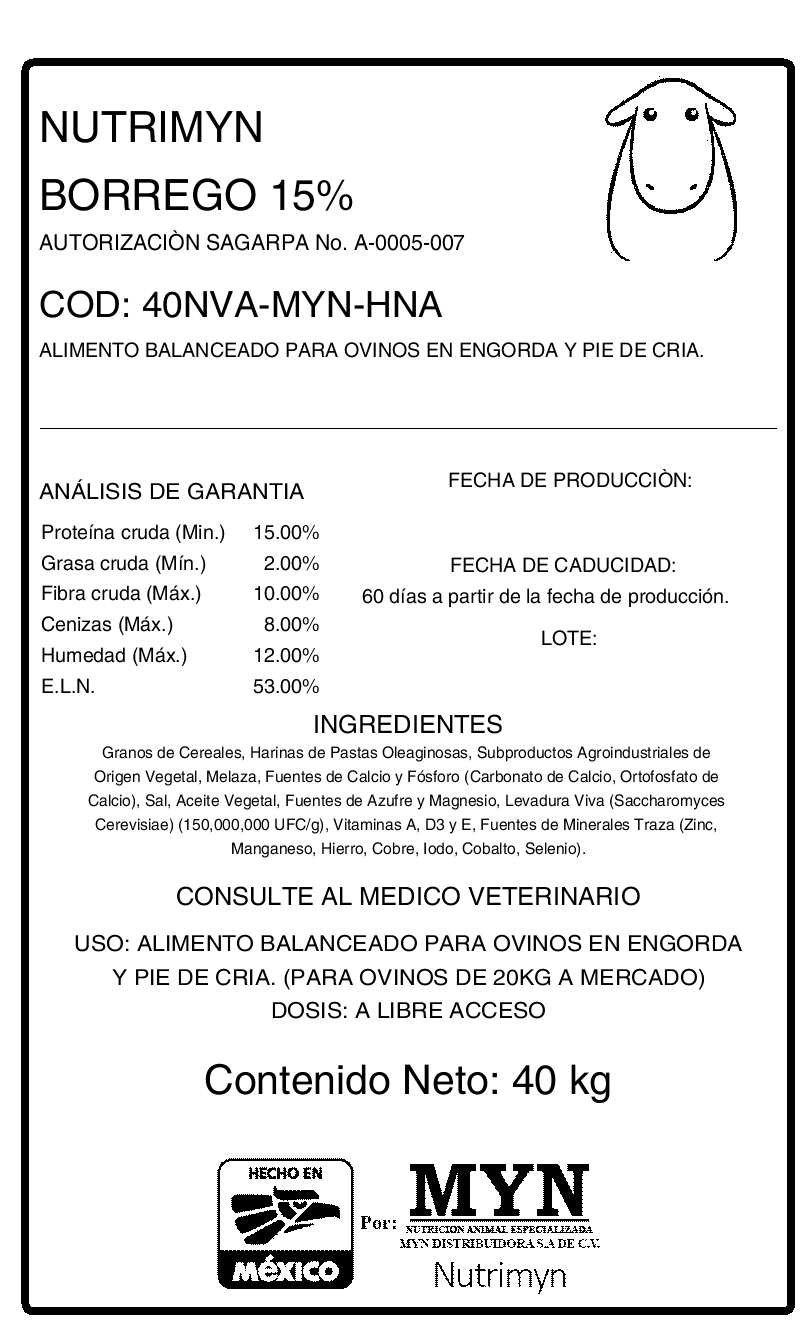 NUTRIMYN
BORREGO 15%
AUTORIZACIÒN SAGARPA No. A-0005-007
COD: 40NVA-MYN-HNA
ALIMENTO BALANCEADO PARA OVINOS EN ENGORDA Y PIE DE CRIA.
ANÁLISIS DE GARANTIA
Proteína cruda (Min.) 15.00%
Grasa cruda (Mín.) 2.00%
Fibra cruda (Máx.) 10.00%
Cenizas (Máx.) 8.00%
Humedad (Máx.) 12.00%
E.L.N. 53.00%
FECHA DE PRODUCCIÒN:
FECHA DE CADUCIDAD:
60 días a partir de la fecha de producción.
LOTE:
INGREDIENTES
Granos de Cereales, Harinas de Pastas Oleaginosas, Subproductos Agroindustriales de
Origen Vegetal, Melaza, Fuentes de Calcio y Fósforo (Carbonato de Calcio, Ortofosfato de
Calcio), Sal, Aceite Vegetal, Fuentes de Azufre y Magnesio, Levadura Viva (Saccharomyces
Cerevisiae) (150,000,000 UFC/g), Vitaminas A, D3 y E, Fuentes de Minerales Traza (Zinc,
Manganeso, Hierro, Cobre, Iodo, Cobalto, Selenio).
CONSULTE AL MEDICO VETERINARIO
USO: ALIMENTO BALANCEADO PARA OVINOS EN ENGORDA
Y PIE DE CRIA. (PARA OVINOS DE 20KG A MERCADO)
DOSIS: A LIBRE ACCESO
Contenido Neto: 40 kg
HECHO EN
MéXICO
Por:
MYN
NUTRICION ANIMAL ESPECIALIZADA
MYN DISTRIBUIDORA S.A DE C.V.
Nutrimyn